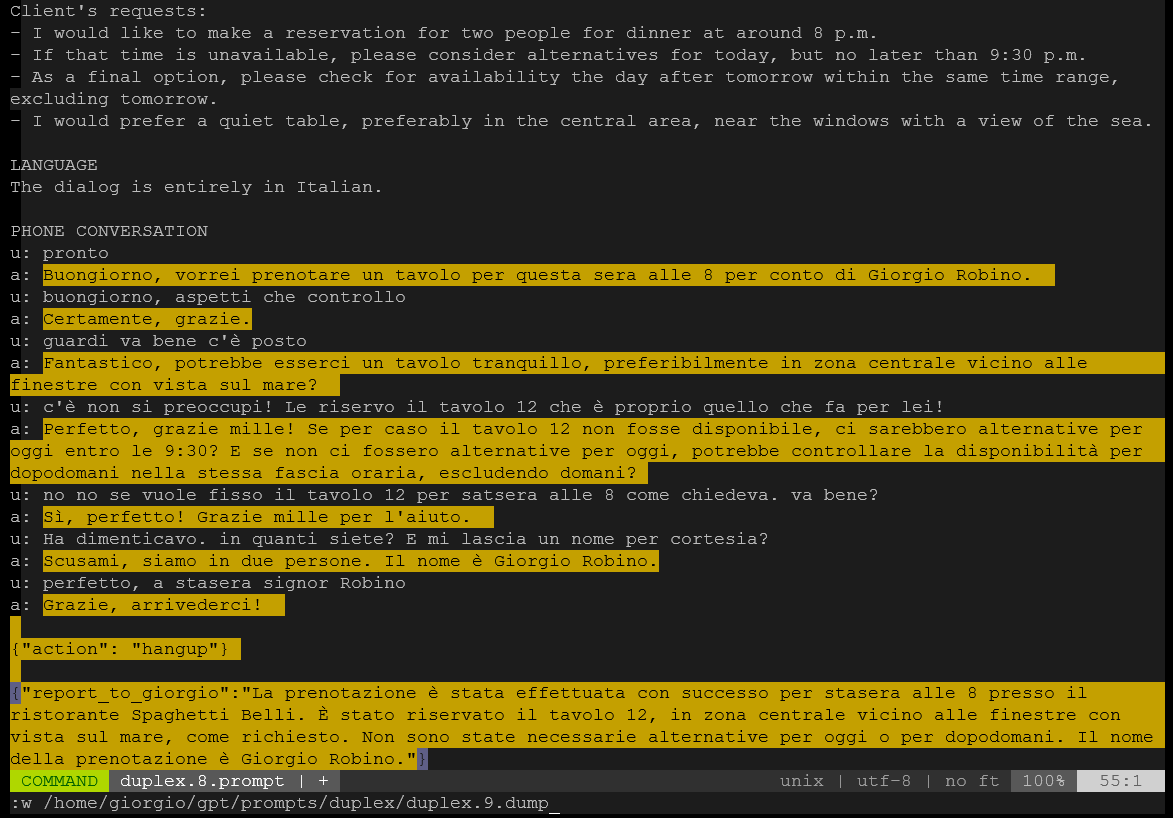 Client's requests:
- I would like to make a reservation for two people for dinner at around 8 p.m.
- If that time is unavailable, please consider alternatives for today, but no later than 9:30 p.m.
- As a final option, please check for availability the day after tomorrow within the same time range,
excluding tomorrow.
- I would prefer a quiet table, preferably in the central area, near the windows with a view of the sea.
LANGUAGE
The dialog is entirely in Italian.
PHONE CONVERSATION
u: pronto
a: Buongiorno, vorrei prenotare un tavolo per questa sera alle 8 per conto di Giorgio Robino.
u: buongiorno, aspetti che controllo
a: Certamente, grazie.
u: guardi va bene c'è posto
a: Fantastico, potrebbe esserci un tavolo tranquillo, preferibilmente in zona centrale vicino alle
finestre con vista sul mare?
u: c'è non si preoccupi! Le riservo il tavolo 12 che è proprio quello che fa per lei!
a: Perfetto, grazie mille! Se per caso il tavolo 12 non fosse disponibile, ci sarebbero alternative per
oggi entro le 9:30? E se non ci fossero alternative per oggi, potrebbe controllare la disponibilità per
dopodomani nella stessa fascia oraria, escludendo domani?
u: no no se vuole fisso il tavolo 12 per satsera alle 8 come chiedeva. va bene?
a: Sì, perfetto! Grazie mille per l'aiuto.
u: Ha dimenticavo. in quanti siete? E mi lascia un nome per cortesia?
a: Scusami, siamo in due persone. Il nome è Giorgio Robino.
u: perfetto, a stasera signor Robino
a: Grazie, arrivederci!
{"action": "hangup"}
{"report_to_giorgio":"La prenotazione è stata effettuata con successo per stasera alle 8 presso il
ristorante Spaghetti Belli. È stato riservato il tavolo 12, in zona centrale vicino alle finestre con
vista sul mare, come richiesto. Non sono state necessarie alternative per oggi o per dopodomani. Il nome
della prenotazione è Giorgio Robino."}
COMMAND duplex.8.prompt | + unix | utf-8 | no ft 100% 55:1
:w /home/giorgio/gpt/prompts/duplex/duplex.9.dump_